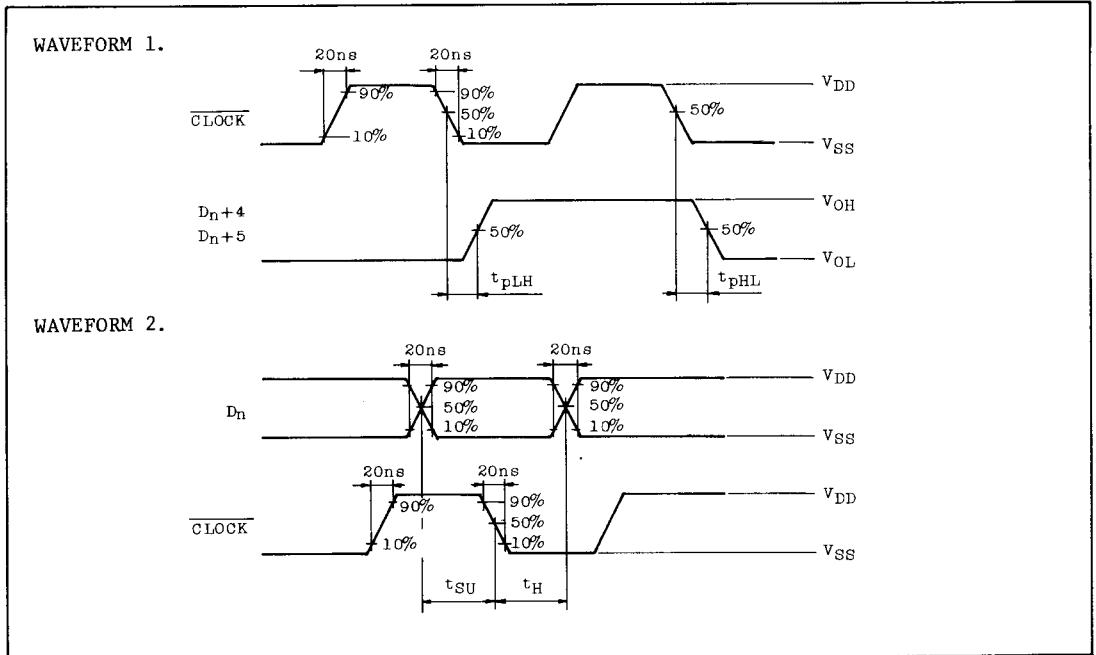 WAVEFORM 1.
20ns 20ns
90% 90% VDD
CLOCK 50% 50%
10% 10% VSS
Dn+4 VOH
Dn+5 50% 50%
VOL
tpLH tpHL
WAVEFORM 2.
20ns 20ns
90% 90% VDD
Dn 50% 50%
10% 10% VSS
20ns 20ns
90% 90% VDD
CLOCK 50%
10% 10% VSS
tSU tH